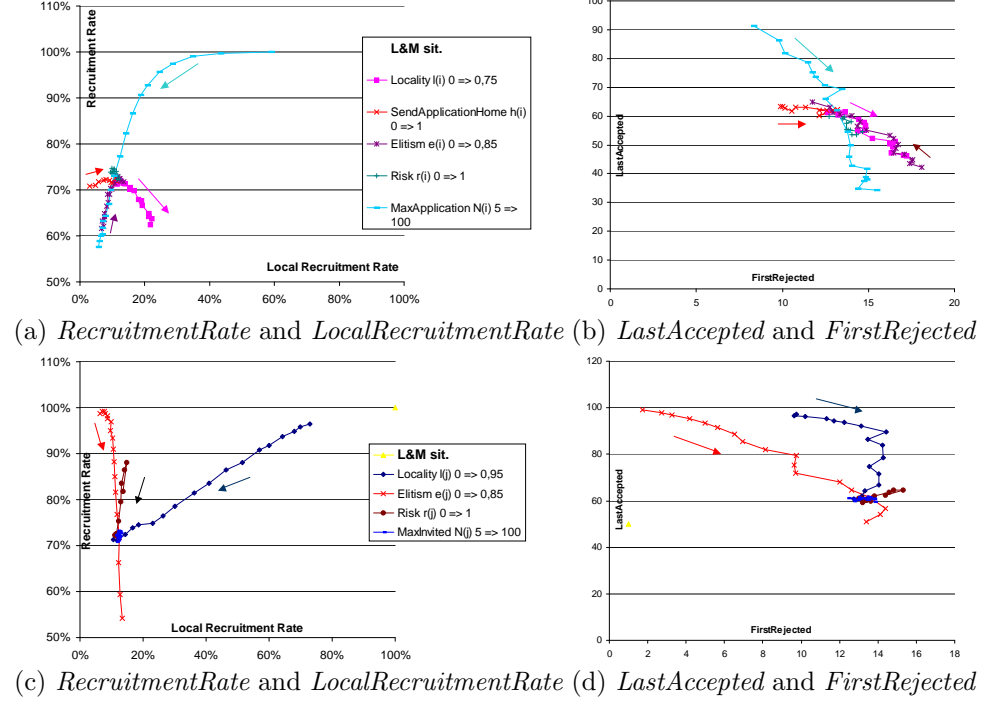 110%
100%
90%
80%
70%
60%
50%
Recruitment Rate
Local Recruitment Rate
0% 20% 40% 60% 80% 100%
L&M sit.
Locality l(i) 0 => 0,75
SendApplicationHome h(i)
0 => 1
Elitism e(i) 0 => 0,85
Risk r(i) 0 => 1
MaxApplication N(i) 5 =>
100
100
90
80
70
60
50
40
30
20
10
0
LastAccepted
FirstRejected
0 5 10 15 20
(a) RecruitmentRate and LocalRecruitmentRate (b) LastAccepted and FirstRejected
110%
100%
90%
80%
70%
60%
50%
Recruitment Rate
Local Recruitment Rate
0% 20% 40% 60% 80% 100%
L&M sit.
Locality l(j) 0 => 0,95
Elitism e(j) 0 => 0,85
Risk r(j) 0 => 1
MaxInvited N(j) 5 => 100
120
100
80
60
40
20
0
LastAccepted
FirstRejected
0 2 4 6 8 10 12 14 16 18
(c) RecruitmentRate and LocalRecruitmentRate (d) LastAccepted and FirstRejected